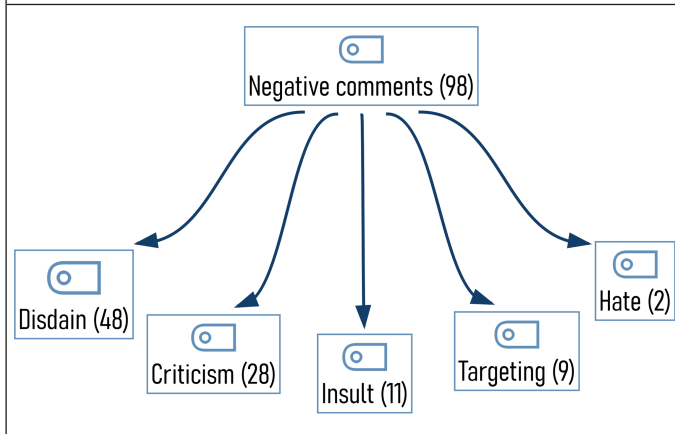 Negative comments (98)
Disdain (48)
Criticism (28)
Insult (11)
Targeting (9)
Hate (2)